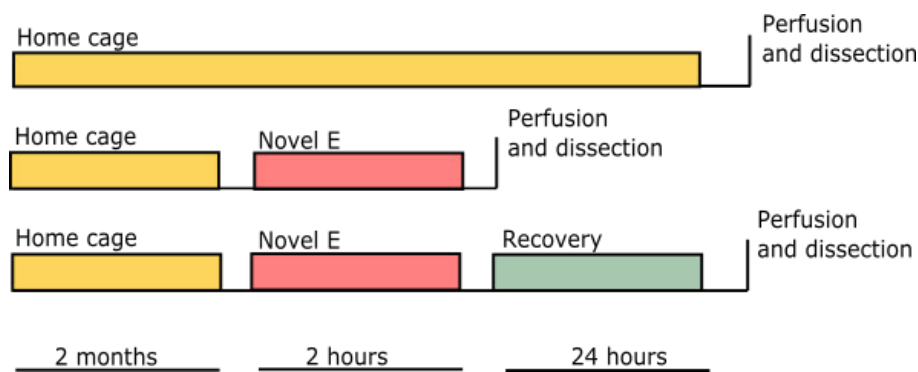 Home cage
Perfusion
and dissection
Home cage
Novel E
Perfusion
and dissection
Home cage
Novel E
Recovery
Perfusion
and dissection
2 months
2 hours
24 hours